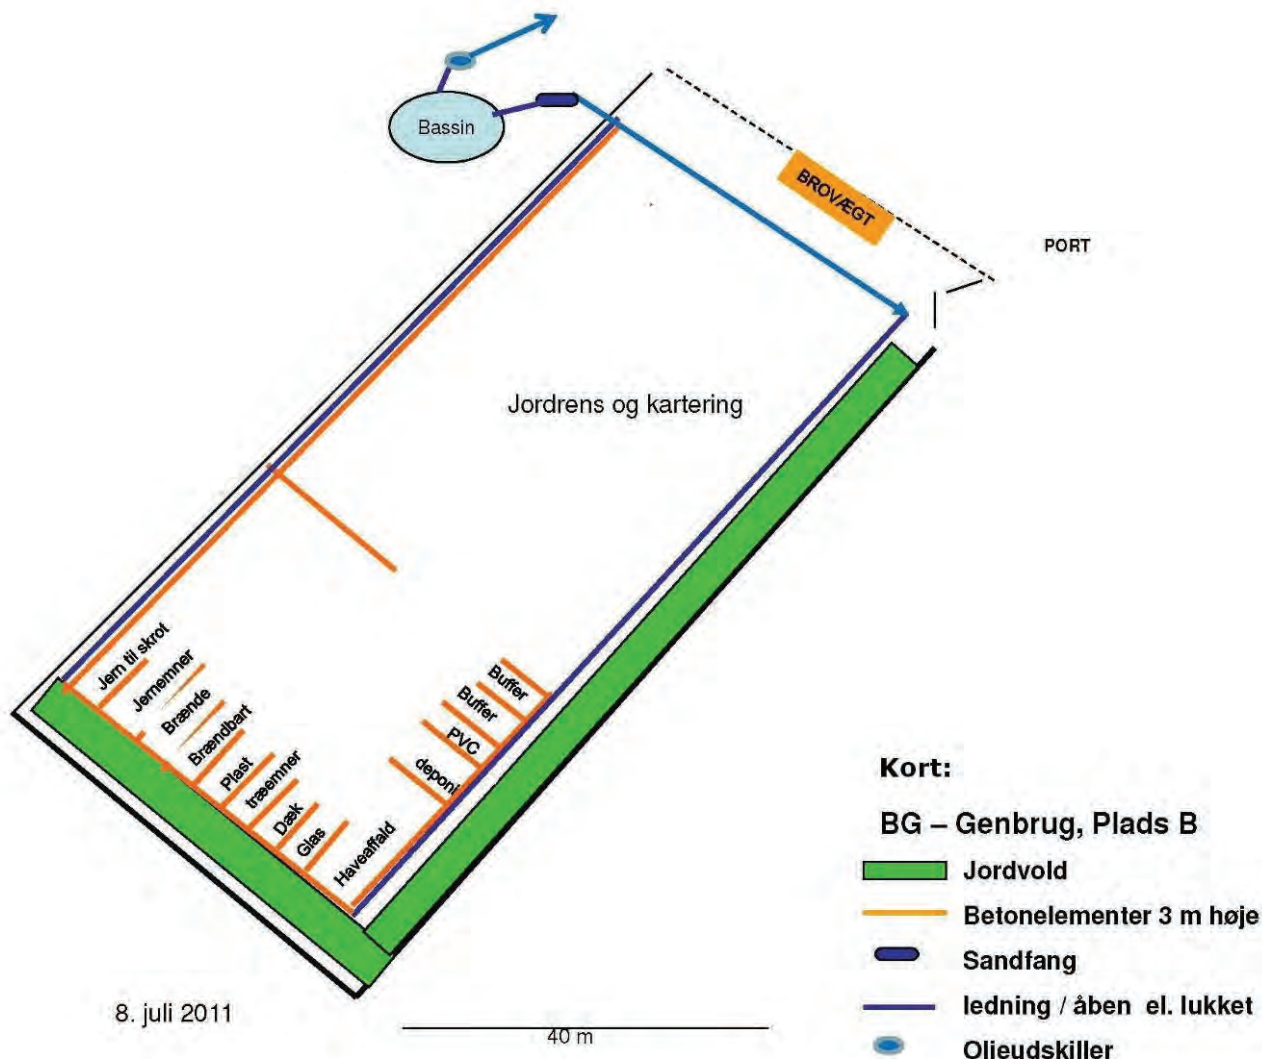 Bassin
BROVÆGT
PORT
Jordrens og kartering
Jern til skrot
Jernemner
Brænde
Brændbart
Plast
træemner
Dæk
Glas
Haveaffald
deponi
PVC
Buffer
Buffer
Kort:
BG – Genbrug, Plads B
Jordvold
Betonelementer 3 m høje
Sandfang
ledning / åben el. lukket
Olieudskiller
8. juli 2011
40 m